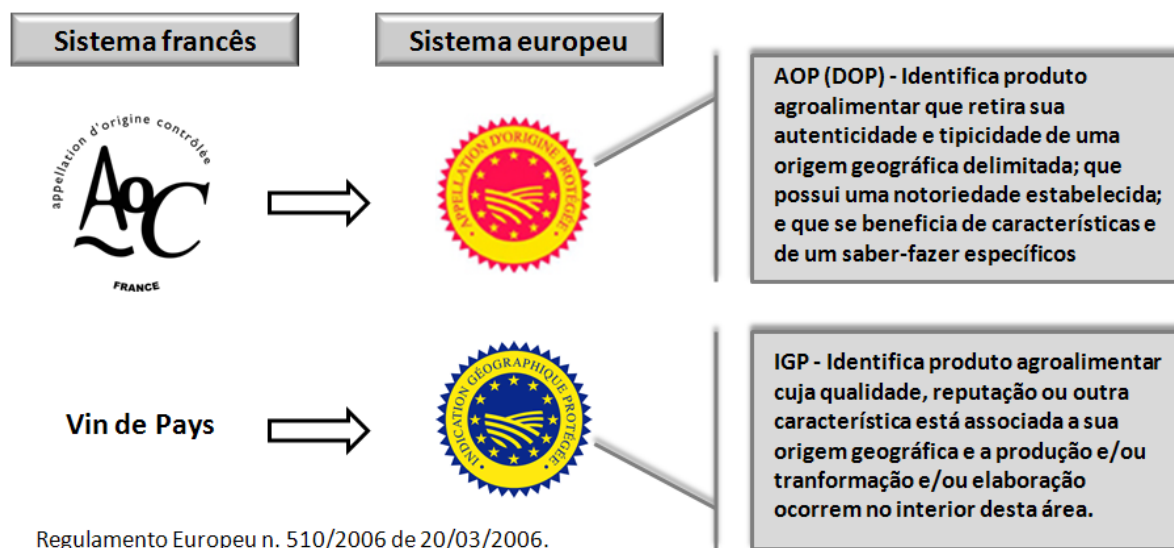 Sistema francês
Sistema europeu
appellation d'origine contrôlée
AOC
FRANCE
APPELLATION D'ORIGINE PROTÉGÉE
AOP (DOP) - Identifica produto
agroalimentar que retira sua
autenticidade e tipicidade de uma
origem geográfica delimitada; que
possui uma notoriedade estabelecida;
e que se beneficia de características e
de um saber-fazer específicos
Vin de Pays
INDICATION GÉOGRAPHIQUE PROTÉGÉE
IGP - Identifica produto agroalimentar
cuja qualidade, reputação ou outra
característica está associada a sua
origem geográfica e a produção e/ou
tranformação e/ou elaboração
ocorrem no interior desta área.
Regulamento Europeu n. 510/2006 de 20/03/2006.